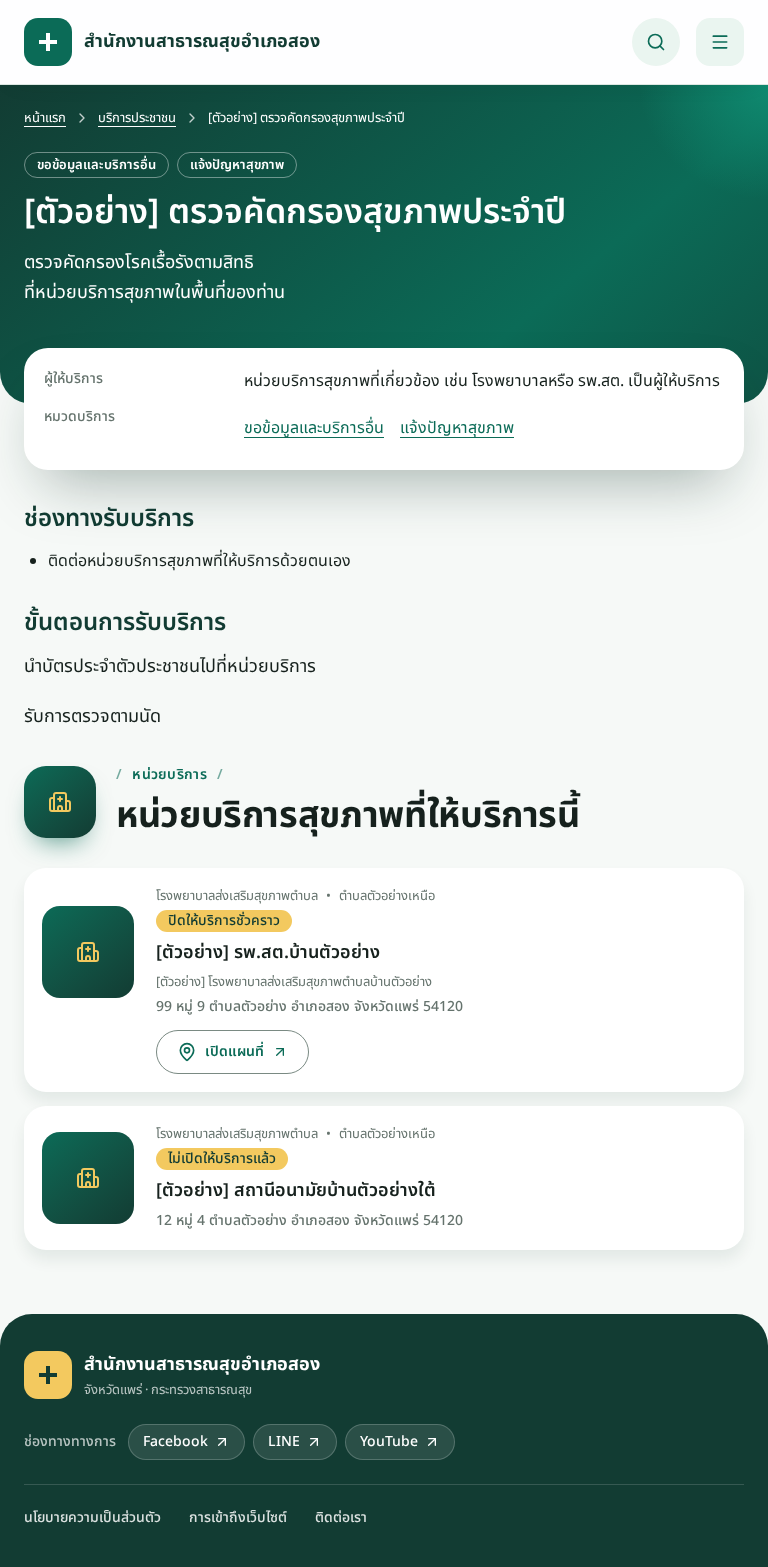 สำนักงานสาธารณสุขอำเภอสอง
หน้าแรก > บริการประชาชน > [ตัวอย่าง] ตรวจคัดกรองสุขภาพประจำปี
ขอข้อมูลและบริการอื่น แจ้งปัญหาสุขภาพ
[ตัวอย่าง] ตรวจคัดกรองสุขภาพประจำปี
ตรวจคัดกรองโรคเรื้อรังตามสิทธิ
ที่หน่วยบริการสุขภาพในพื้นที่ของท่าน
ผู้ให้บริการ หน่วยบริการสุขภาพที่เกี่ยวข้อง เช่น โรงพยาบาลหรือ รพ.สต. เป็นผู้ให้บริการ
หมวดบริการ ขอข้อมูลและบริการอื่น แจ้งปัญหาสุขภาพ
ช่องทางรับบริการ
• ติดต่อหน่วยบริการสุขภาพที่ให้บริการด้วยตนเอง
ขั้นตอนการรับบริการ
นำบัตรประจำตัวประชาชนไปที่หน่วยบริการ
รับการตรวจตามนัด
/ หน่วยบริการ /
หน่วยบริการสุขภาพที่ให้บริการนี้
โรงพยาบาลส่งเสริมสุขภาพตำบล • ตำบลตัวอย่างเหนือ
ปิดให้บริการชั่วคราว
[ตัวอย่าง] รพ.สต.บ้านตัวอย่าง
[ตัวอย่าง] โรงพยาบาลส่งเสริมสุขภาพตำบลบ้านตัวอย่าง
99 หมู่ 9 ตำบลตัวอย่าง อำเภอสอง จังหวัดแพร่ 54120
เปิดแผนที่
โรงพยาบาลส่งเสริมสุขภาพตำบล • ตำบลตัวอย่างเหนือ
ไม่เปิดให้บริการแล้ว
[ตัวอย่าง] สถานีอนามัยบ้านตัวอย่างใต้
12 หมู่ 4 ตำบลตัวอย่าง อำเภอสอง จังหวัดแพร่ 54120
สำนักงานสาธารณสุขอำเภอสอง
จังหวัดแพร่ · กระทรวงสาธารณสุข
ช่องทางทางการ Facebook LINE YouTube
นโยบายความเป็นส่วนตัว การเข้าถึงเว็บไซต์ ติดต่อเรา